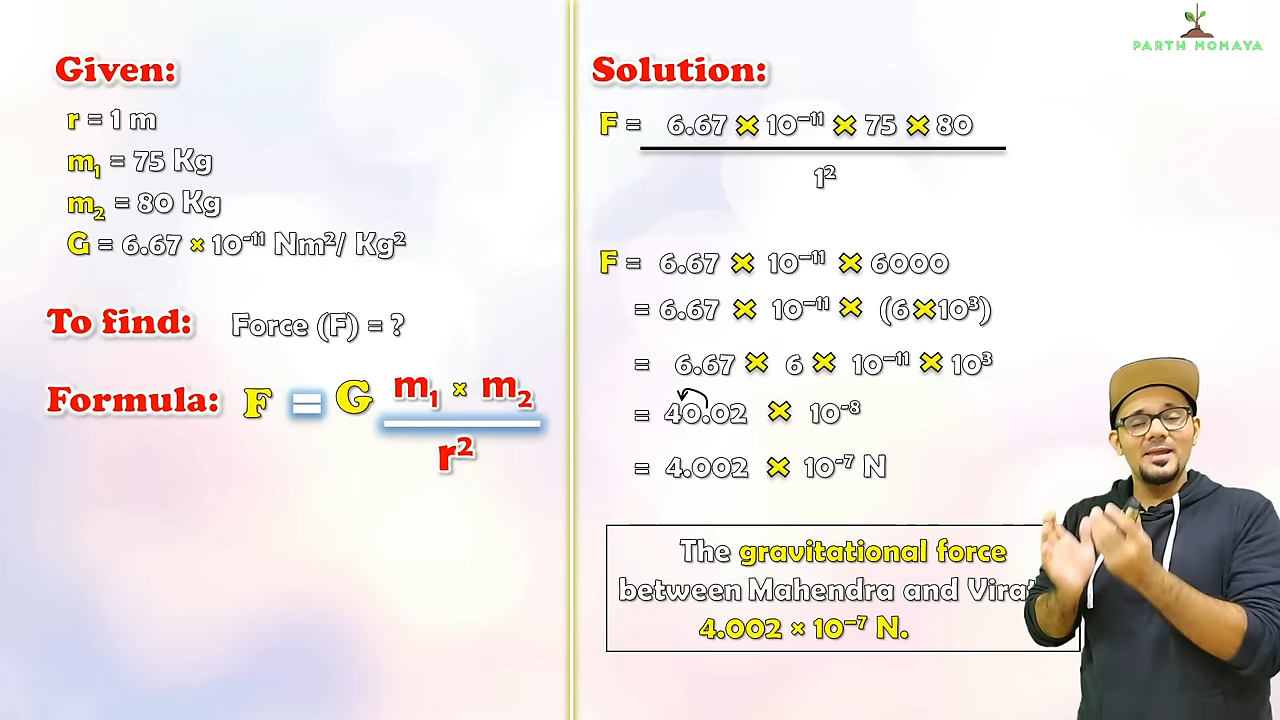 PARTH MOMAYA
Given:
r = 1 m
m₁ = 75 Kg
m₂ = 80 Kg
G = 6.67 × 10⁻¹¹ Nm²/ Kg²
To find: Force (F) = ?
Formula: F = G m₁ × m₂ / r²
Solution:
F = 6.67 × 10⁻¹¹ × 75 × 80
1²
F = 6.67 × 10⁻¹¹ × 6000
= 6.67 × 10⁻¹¹ × (6×10³)
= 6.67 × 6 × 10⁻¹¹ × 10³
= 40.02 × 10⁻⁸
= 4.002 × 10⁻⁷ N
The gravitational force
between Mahendra and Virat
4.002 × 10⁻⁷ N.